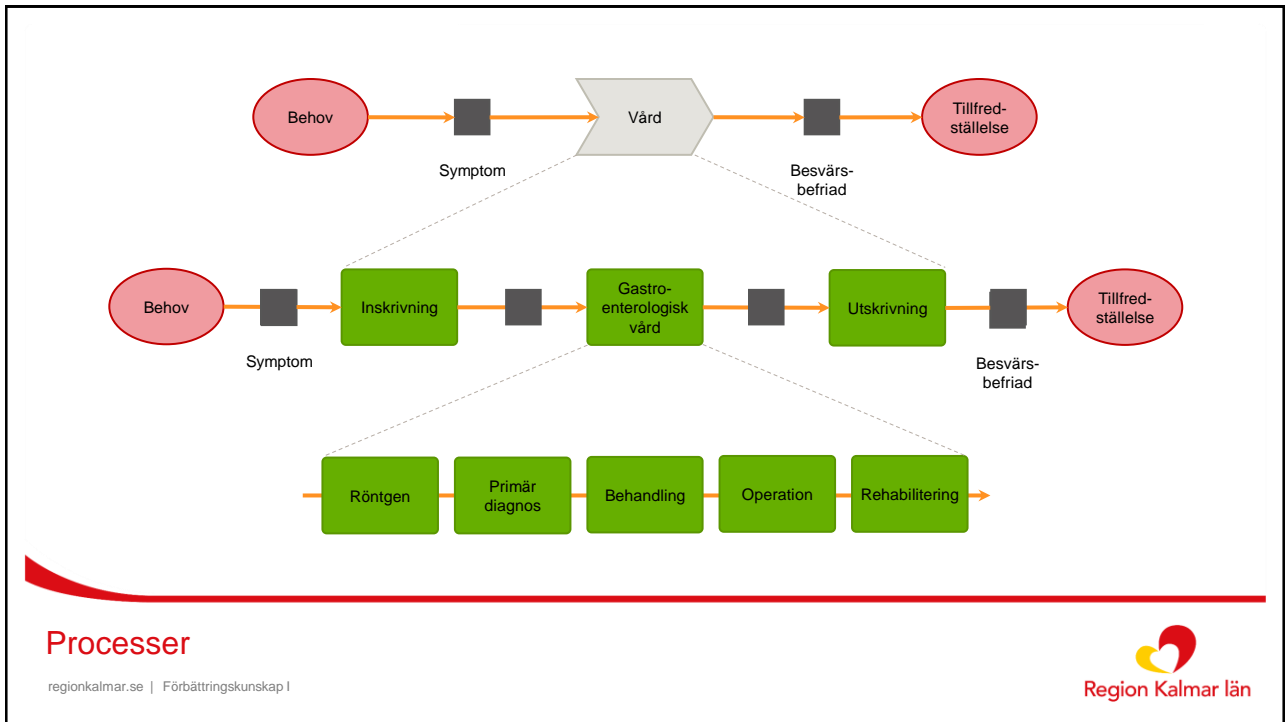 Behov
Vård
Tillfred-
ställelse
Symptom
Besvärs-
befriad
Behov
Inskrivning
Gastro-
enterologisk
vård
Utskrivning
Tillfred-
ställelse
Symptom
Besvärs-
befriad
Röntgen
Primär
diagnos
Behandling
Operation
Rehabilitering
Processer
regionkalmar.se | Förbättringskunskap I
Region Kalmar län